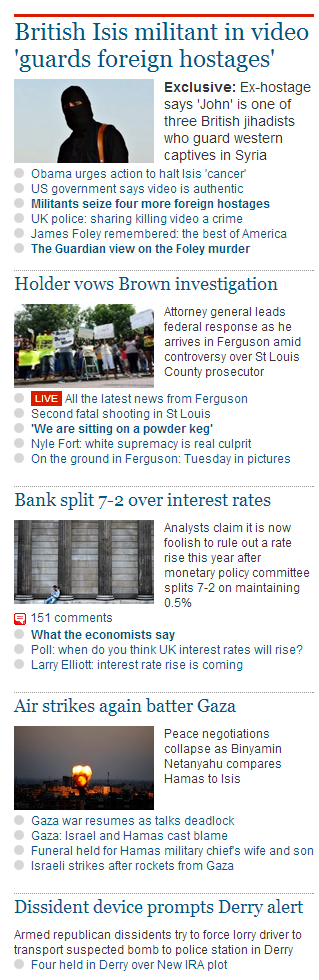 British Isis militant in video
'guards foreign hostages'
Exclusive: Ex-hostage
says 'John' is one of
three British jihadists
who guard western
captives in Syria
Obama urges action to halt Isis 'cancer'
US government says video is authentic
Militants seize four more foreign hostages
UK police: sharing killing video a crime
James Foley remembered: the best of America
The Guardian view on the Foley murder
Holder vows Brown investigation
Attorney general leads
federal response as he
arrives in Ferguson amid
controversy over St Louis
County prosecutor
LIVE All the latest news from Ferguson
Second fatal shooting in St Louis
'We are sitting on a powder keg'
Nyle Fort: white supremacy is real culprit
On the ground in Ferguson: Tuesday in pictures
Bank split 7-2 over interest rates
Analysts claim it is now
foolish to rule out a rate
rise this year after
monetary policy committee
splits 7-2 on maintaining
0.5%
151 comments
What the economists say
Poll: when do you think UK interest rates will rise?
Larry Elliott: interest rate rise is coming
Air strikes again batter Gaza
Peace negotiations
collapse as Binyamin
Netanyahu compares
Hamas to Isis
Gaza war resumes as talks deadlock
Gaza: Israel and Hamas cast blame
Funeral held for Hamas military chief's wife and son
Israeli strikes after rockets from Gaza
Dissident device prompts Derry alert
Armed republican dissidents try to force lorry driver to
transport suspected bomb to police station in Derry
Four held in Derry over New IRA plot